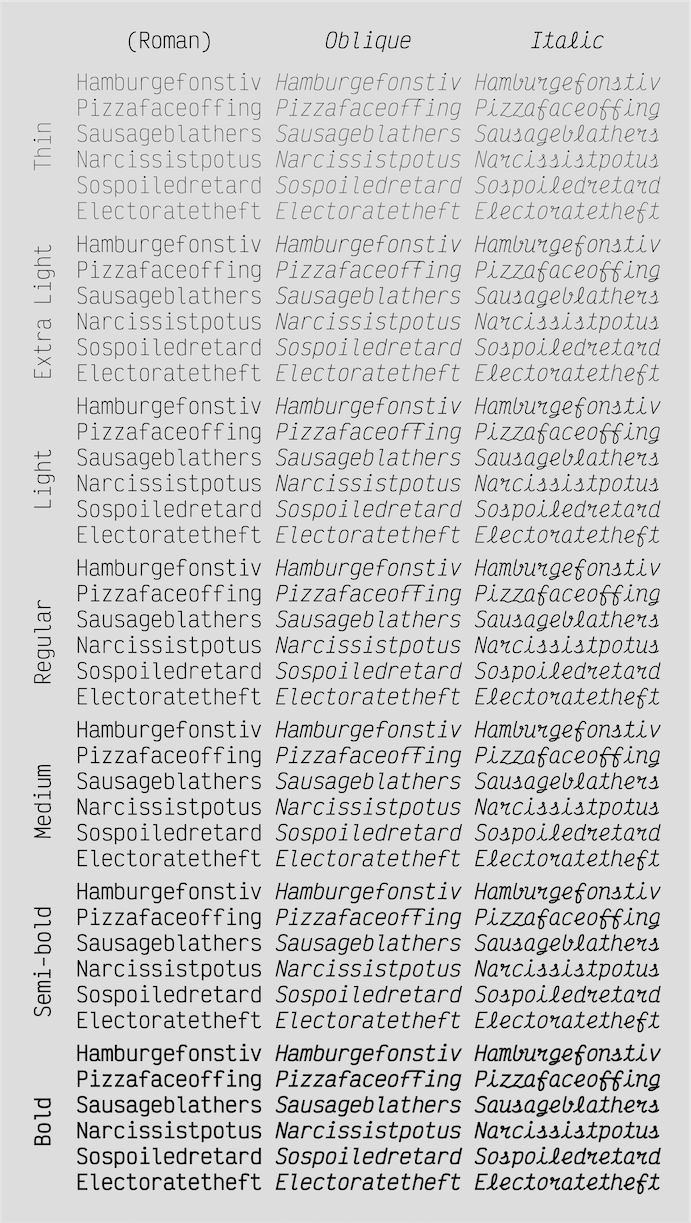 (Roman) Oblique Italic
Thin
Hamburgefonstiv Hamburgefonstiv Hamburgefonstiv
Pizzafaceoffing Pizzafaceoffing Pizzafaceoffing
Sausageblathers Sausageblathers Sausageblathers
Narcissistpotus Narcissistpotus Narcissistpotus
Sospoiledretard Sospoiledretard Sospoiledretard
Electoratetheft Electoratetheft Electoratetheft
Extra Light
Hamburgefonstiv Hamburgefonstiv Hamburgefonstiv
Pizzafaceoffing Pizzafaceoffing Pizzafaceoffing
Sausageblathers Sausageblathers Sausageblathers
Narcissistpotus Narcissistpotus Narcissistpotus
Sospoiledretard Sospoiledretard Sospoiledretard
Electoratetheft Electoratetheft Electoratetheft
Light
Hamburgefonstiv Hamburgefonstiv Hamburgefonstiv
Pizzafaceoffing Pizzafaceoffing Pizzafaceoffing
Sausageblathers Sausageblathers Sausageblathers
Narcissistpotus Narcissistpotus Narcissistpotus
Sospoiledretard Sospoiledretard Sospoiledretard
Electoratetheft Electoratetheft Electoratetheft
Regular
Hamburgefonstiv Hamburgefonstiv Hamburgefonstiv
Pizzafaceoffing Pizzafaceoffing Pizzafaceoffing
Sausageblathers Sausageblathers Sausageblathers
Narcissistpotus Narcissistpotus Narcissistpotus
Sospoiledretard Sospoiledretard Sospoiledretard
Electoratetheft Electoratetheft Electoratetheft
Medium
Hamburgefonstiv Hamburgefonstiv Hamburgefonstiv
Pizzafaceoffing Pizzafaceoffing Pizzafaceoffing
Sausageblathers Sausageblathers Sausageblathers
Narcissistpotus Narcissistpotus Narcissistpotus
Sospoiledretard Sospoiledretard Sospoiledretard
Electoratetheft Electoratetheft Electoratetheft
Semi-bold
Hamburgefonstiv Hamburgefonstiv Hamburgefonstiv
Pizzafaceoffing Pizzafaceoffing Pizzafaceoffing
Sausageblathers Sausageblathers Sausageblathers
Narcissistpotus Narcissistpotus Narcissistpotus
Sospoiledretard Sospoiledretard Sospoiledretard
Electoratetheft Electoratetheft Electoratetheft
Bold
Hamburgefonstiv Hamburgefonstiv Hamburgefonstiv
Pizzafaceoffing Pizzafaceoffing Pizzafaceoffing
Sausageblathers Sausageblathers Sausageblathers
Narcissistpotus Narcissistpotus Narcissistpotus
Sospoiledretard Sospoiledretard Sospoiledretard
Electoratetheft Electoratetheft Electoratetheft